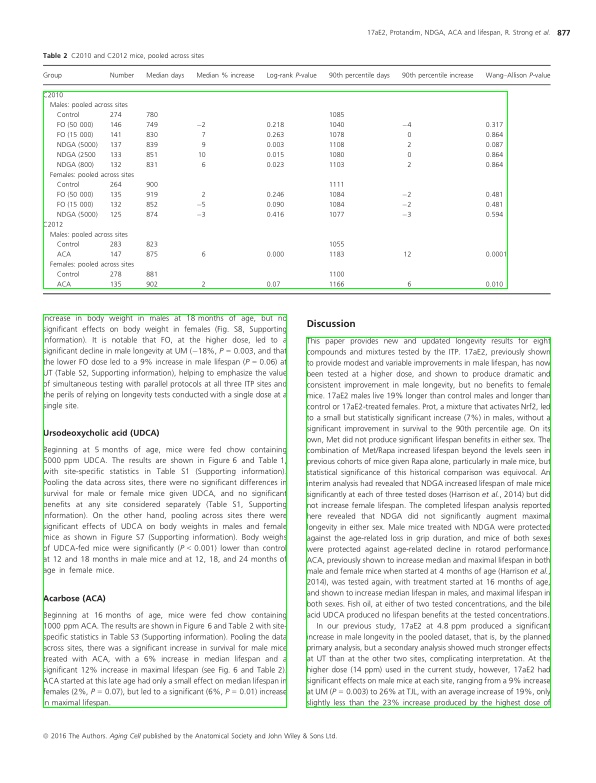 17aE2, Protandim, NDGA, ACA and lifespan, R. Strong et al. 877
Table 2 C2010 and C2012 mice, pooled across sites
Group Number Median days Median % increase Log-rank P-value 90th percentile days 90th percentile increase Wang–Allison P-value
C2010
Males: pooled across sites
Control 274 780 1085
FO (50 000) 146 749 −2 0.218 1040 −4 0.317
FO (15 000) 141 830 7 0.263 1078 0 0.864
NDGA (5000) 137 839 9 0.003 1108 2 0.087
NDGA (2500 133 851 10 0.015 1080 0 0.864
NDGA (800) 132 831 6 0.023 1103 2 0.864
Females: pooled across sites
Control 264 900 1111
FO (50 000) 135 919 2 0.246 1084 −2 0.481
FO (15 000) 132 852 −5 0.090 1084 −2 0.481
NDGA (5000) 125 874 −3 0.416 1077 −3 0.594
C2012
Males: pooled across sites
Control 283 823 1055
ACA 147 875 6 0.000 1183 12 0.0001
Females: pooled across sites
Control 278 881 1100
ACA 135 902 2 0.07 1166 6 0.010
increase in body weight in males at 18 months of age, but no
significant effects on body weight in females (Fig. S8, Supporting
information). It is notable that FO, at the higher dose, led to a
significant decline in male longevity at UM (−18%, P = 0.003, and that
the lower FO dose led to a 9% increase in male lifespan (P = 0.06) at
UT (Table S2, Supporting information), helping to emphasize the value
of simultaneous testing with parallel protocols at all three ITP sites and
the perils of relying on longevity tests conducted with a single dose at a
single site.
Ursodeoxycholic acid (UDCA)
Beginning at 5 months of age, mice were fed chow containing
5000 ppm UDCA. The results are shown in Figure 6 and Table 1,
with site-specific statistics in Table S1 (Supporting information).
Pooling the data across sites, there were no significant differences in
survival for male or female mice given UDCA, and no significant
benefits at any site considered separately (Table S1, Supporting
information). On the other hand, pooling across sites there were
significant effects of UDCA on body weights in males and female
mice as shown in Figure S7 (Supporting information). Body weighs
of UDCA-fed mice were significantly (P < 0.001) lower than control
at 12 and 18 months in male mice and at 12, 18, and 24 months of
age in female mice.
Acarbose (ACA)
Beginning at 16 months of age, mice were fed chow containing
1000 ppm ACA. The results are shown in Figure 6 and Table 2 with site-
specific statistics in Table S3 (Supporting information). Pooling the data
across sites, there was a significant increase in survival for male mice
treated with ACA, with a 6% increase in median lifespan and a
significant 12% increase in maximal lifespan (see Fig. 6 and Table 2).
ACA started at this late age had only a small effect on median lifespan in
females (2%, P = 0.07), but led to a significant (6%, P = 0.01) increase
in maximal lifespan.
Discussion
This paper provides new and updated longevity results for eight
compounds and mixtures tested by the ITP. 17aE2, previously shown
to provide modest and variable improvements in male lifespan, has now
been tested at a higher dose, and shown to produce dramatic and
consistent improvement in male longevity, but no benefits to female
mice. 17aE2 males live 19% longer than control males and longer than
control or 17aE2-treated females. Prot, a mixture that activates Nrf2, led
to a small but statistically significant increase (7%) in males, without a
significant improvement in survival to the 90th percentile age. On its
own, Met did not produce significant lifespan benefits in either sex. The
combination of Met/Rapa increased lifespan beyond the levels seen in
previous cohorts of mice given Rapa alone, particularly in male mice, but
statistical significance of this historical comparison was equivocal. An
interim analysis had revealed that NDGA increased lifespan of male mice
significantly at each of three tested doses (Harrison et al., 2014) but did
not increase female lifespan. The completed lifespan analysis reported
here revealed that NDGA did not significantly augment maximal
longevity in either sex. Male mice treated with NDGA were protected
against the age-related loss in grip duration, and mice of both sexes
were protected against age-related decline in rotarod performance.
ACA, previously shown to increase median and maximal lifespan in both
male and female mice when started at 4 months of age (Harrison et al.,
2014), was tested again, with treatment started at 16 months of age,
and shown to increase median lifespan in males, and maximal lifespan in
both sexes. Fish oil, at either of two tested concentrations, and the bile
acid UDCA produced no lifespan benefits at the tested concentrations.
In our previous study, 17aE2 at 4.8 ppm produced a significant
increase in male longevity in the pooled dataset, that is, by the planned
primary analysis, but a secondary analysis showed much stronger effects
at UT than at the other two sites, complicating interpretation. At the
higher dose (14 ppm) used in the current study, however, 17aE2 had
significant effects on male mice at each site, ranging from a 9% increase
at UM (P = 0.003) to 26% at TJL, with an average increase of 19%, only
slightly less than the 23% increase produced by the highest dose of
© 2016 The Authors. Aging Cell published by the Anatomical Society and John Wiley & Sons Ltd.